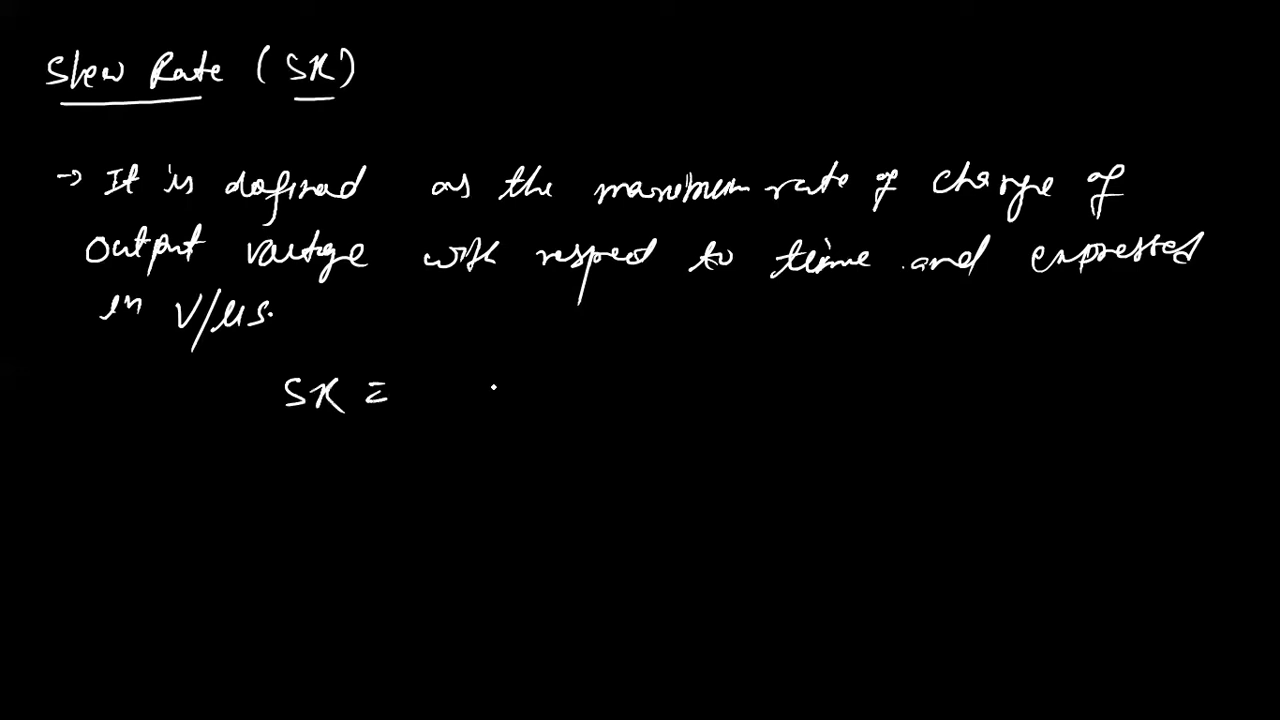 Slew Rate (SR)
→ It is defined as the maximum rate of change of
output voltage with respect to time and expressed
in V/μs.
SR =